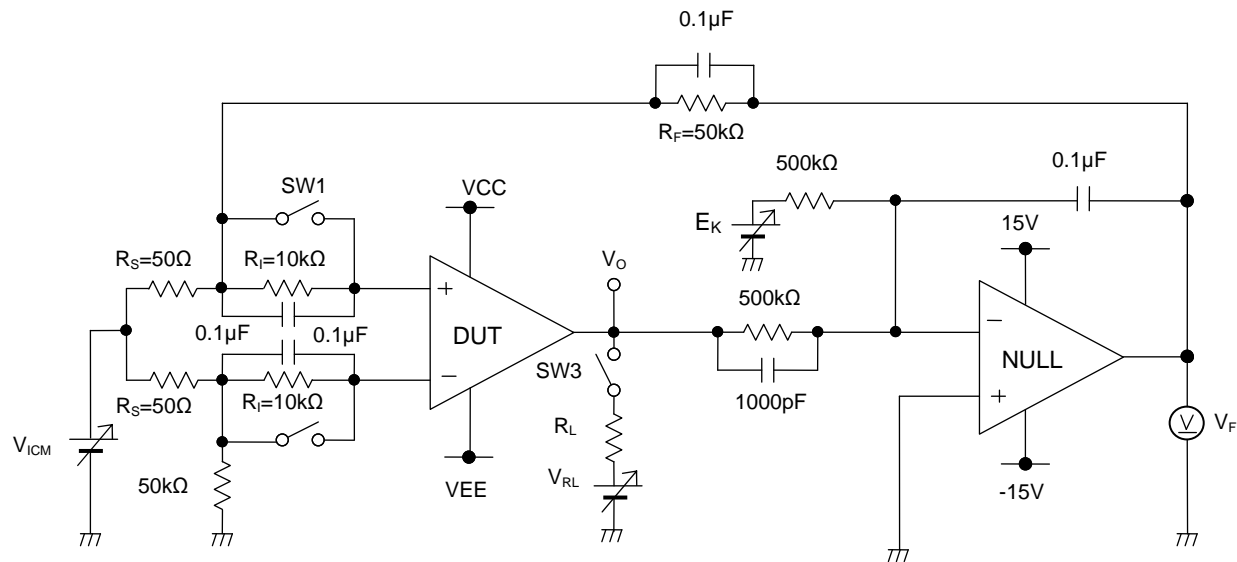 0.1µF
RF=50kΩ
500kΩ
0.1µF
SW1
VCC
EK
15V
RS=50Ω
RI=10kΩ
VO
500kΩ
0.1µF
0.1µF
+
DUT
−
−
NULL
+
SW3
1000pF
RS=50Ω
RI=10kΩ
VICM
RL
V
VF
50kΩ
VEE
VRL
-15V